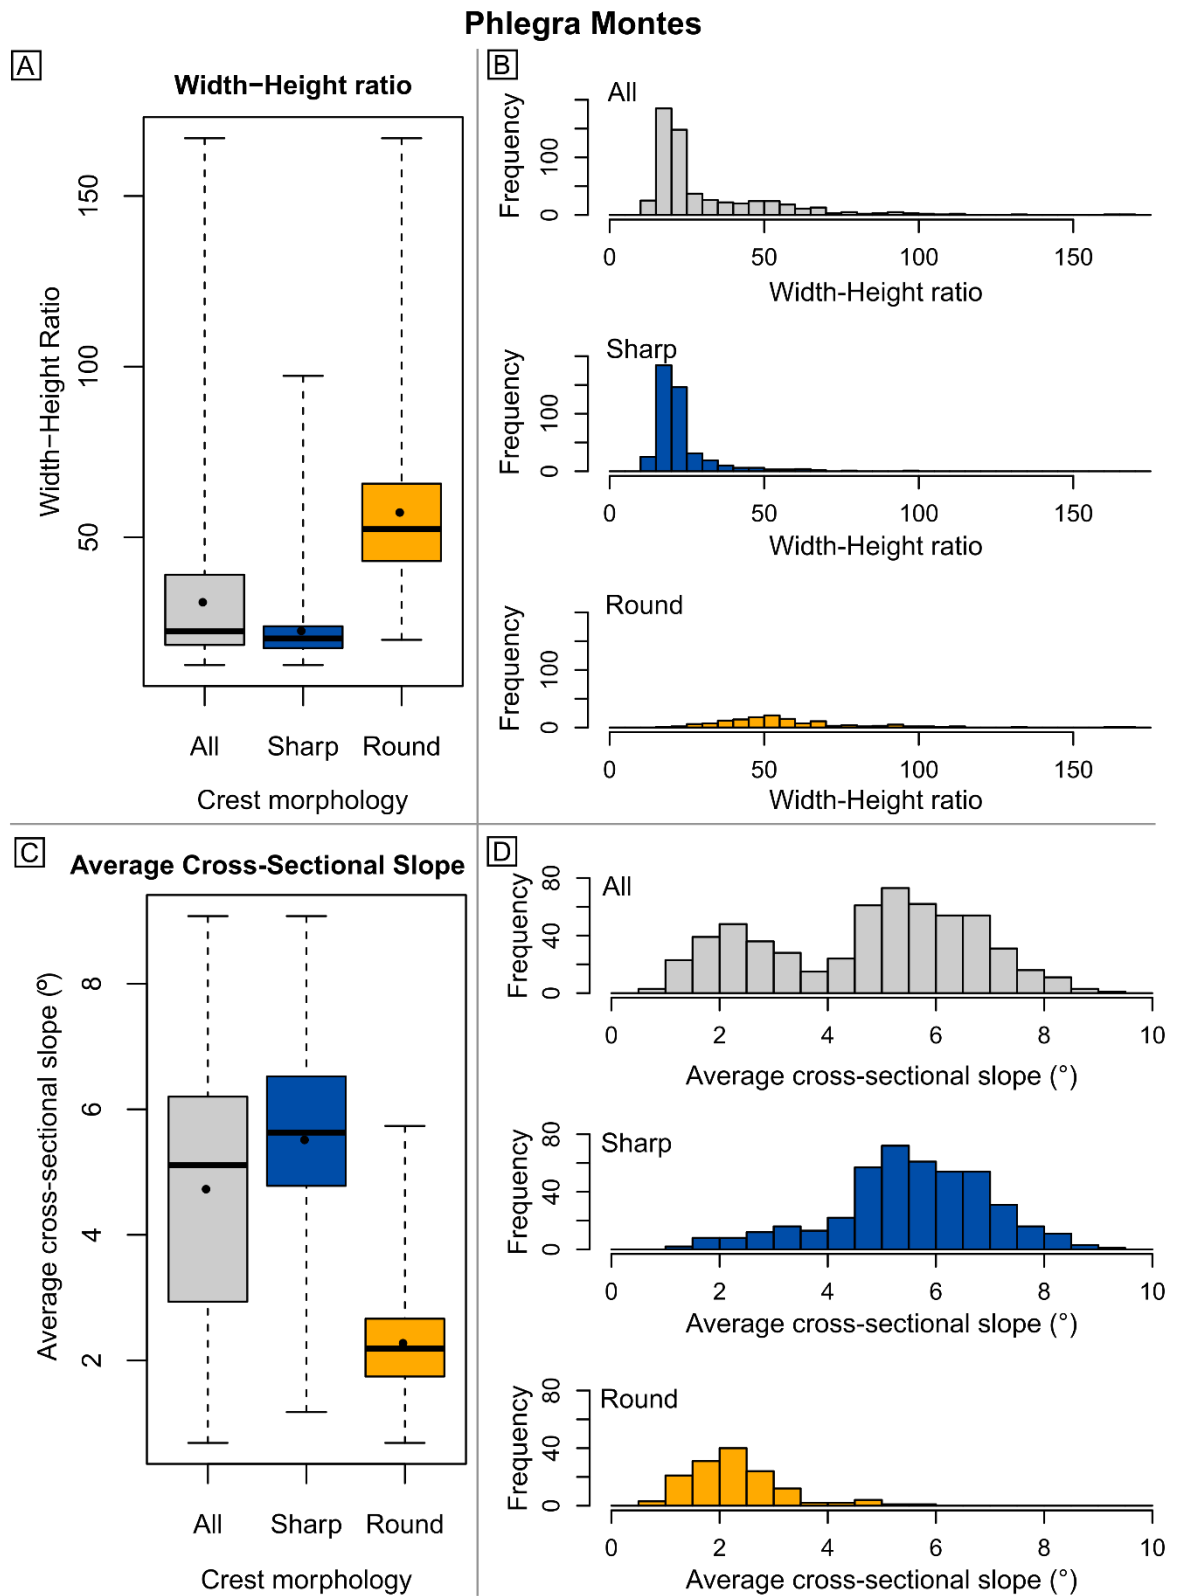 Phlegra Montes
A
Width−Height ratio
Width−Height Ratio
50
100
150
All
Sharp
Round
Crest morphology
B
All
Frequency
0
100
0
50
100
150
Width-Height ratio
Sharp
Frequency
0
100
0
50
100
150
Width-Height ratio
Round
Frequency
0
100
0
50
100
150
Width-Height ratio
C
Average Cross-Sectional Slope
Average cross-sectional slope (º)
2
4
6
8
All
Sharp
Round
Crest morphology
D
All
Frequency
0
40
80
0
2
4
6
8
10
Average cross-sectional slope (°)
Sharp
Frequency
0
40
80
0
2
4
6
8
10
Average cross-sectional slope (°)
Round
Frequency
0
40
80
0
2
4
6
8
10
Average cross-sectional slope (°)